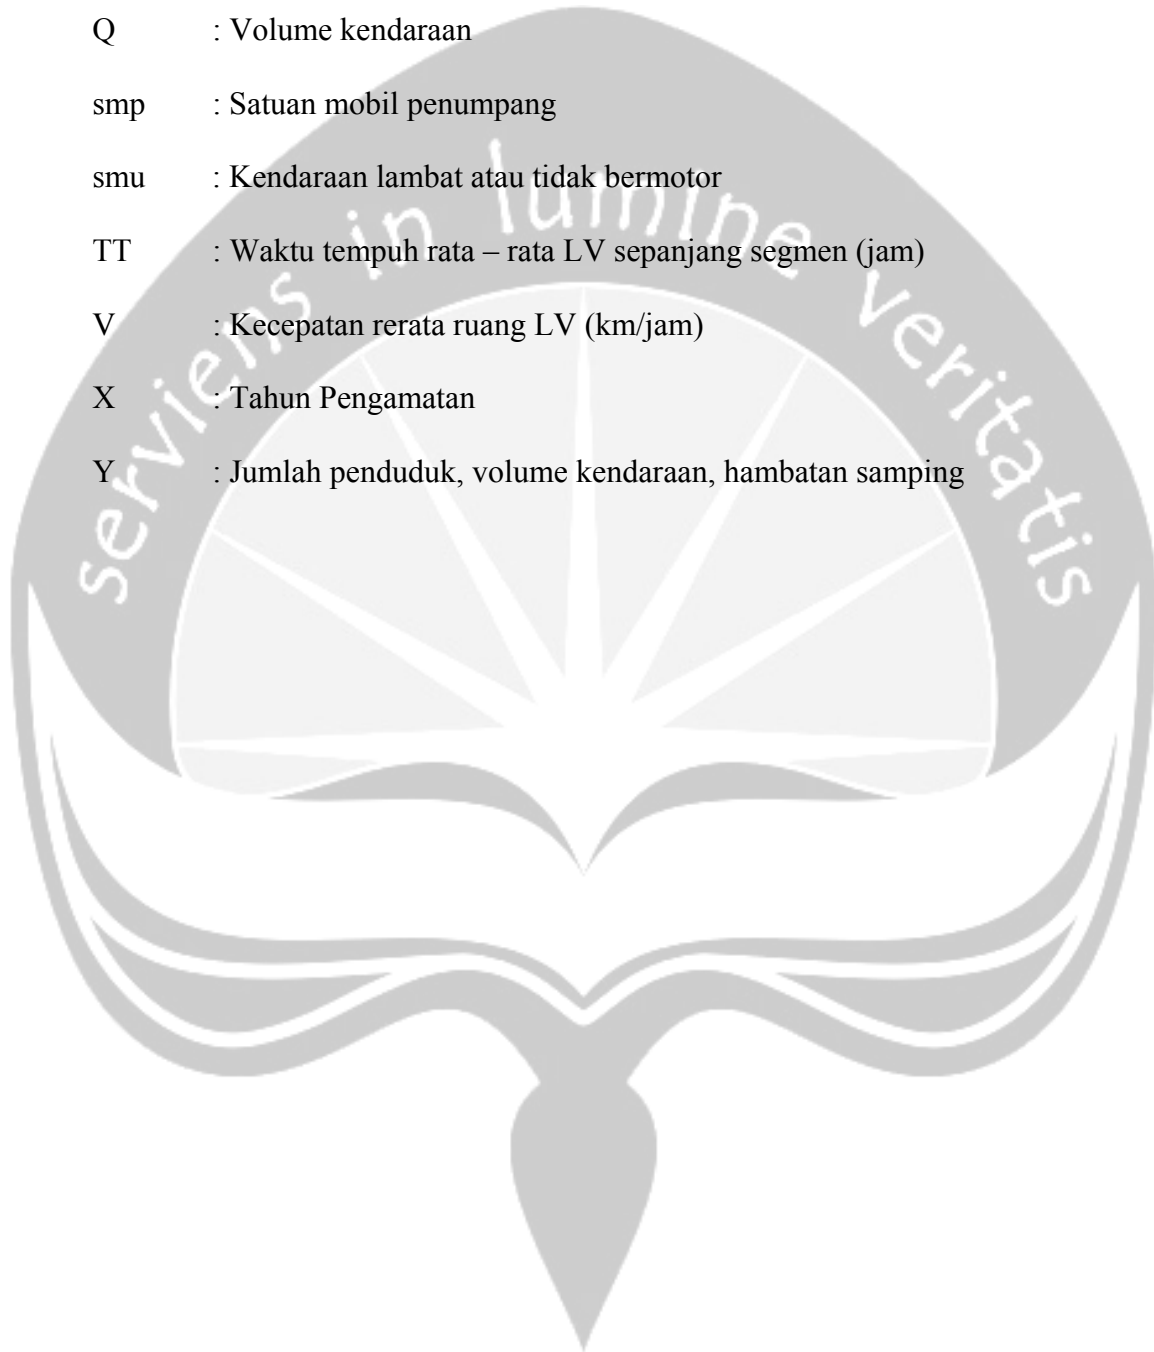 Q : Volume kendaraan
smp : Satuan mobil penumpang
smu : Kendaraan lambat atau tidak bermotor
TT : Waktu tempuh rata – rata LV sepanjang segmen (jam)
V : Kecepatan rerata ruang LV (km/jam)
X : Tahun Pengamatan
Y : Jumlah penduduk, volume kendaraan, hambatan samping
serviens in lumine veritatis